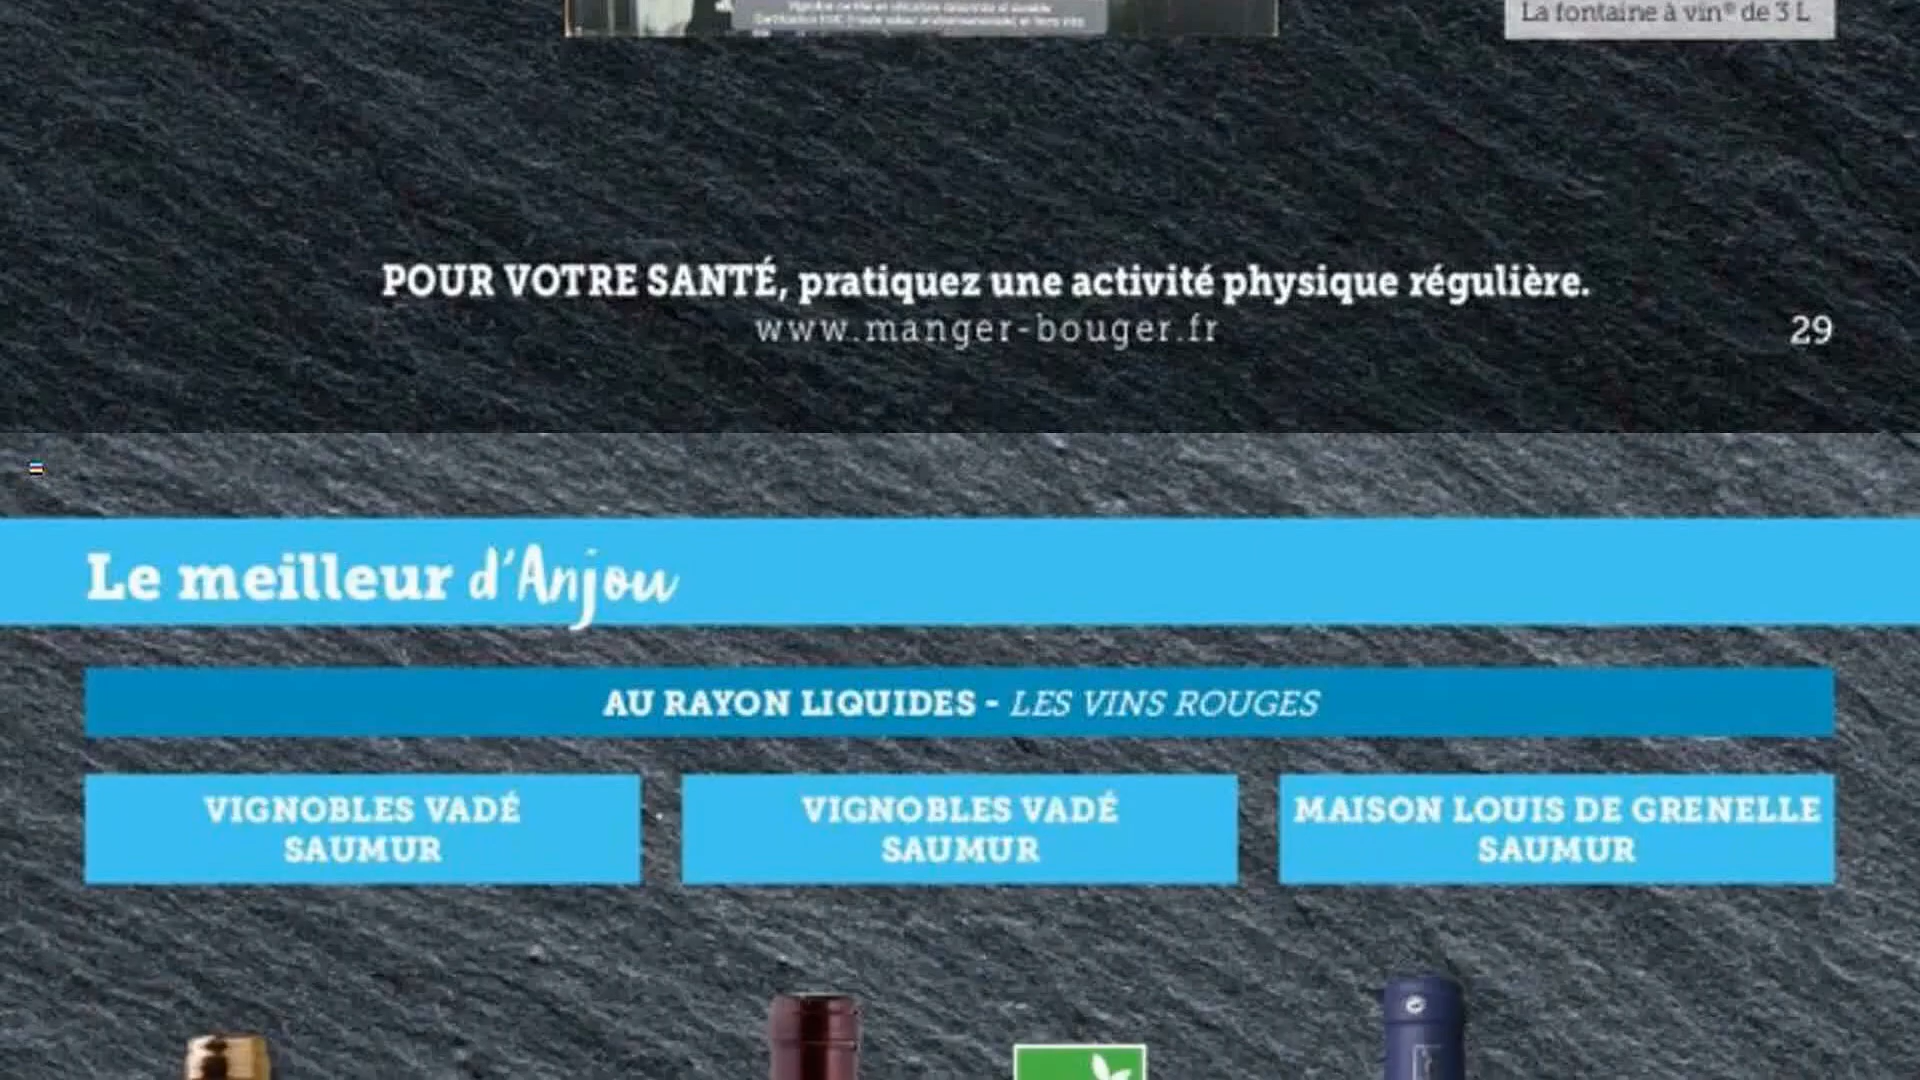 La fontaine à vin® de 3 L
POUR VOTRE SANTÉ, pratiquez une activité physique régulière.
www.manger-bouger.fr
29
Le meilleur d'Anjou
AU RAYON LIQUIDES - LES VINS ROUGES
VIGNOBLES VADÉ
SAUMUR
VIGNOBLES VADÉ
SAUMUR
MAISON LOUIS DE GRENELLE
SAUMUR